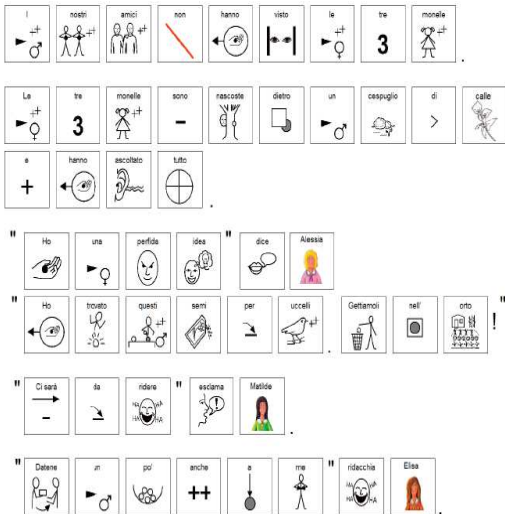 I nostri amici non hanno visto le tre monelle .
Le tre monelle sono nascoste dietro un cespuglio di calle
e hanno ascoltato tutto .
" Ho una perfida idea " dice Alessia
" Ho trovato questi semi per uccelli . Gettiamoli nell' orto ! "
" Ci sarà da ridere " esclama Matilde .
" Datene un po' anche a me " ridacchia Elisa .